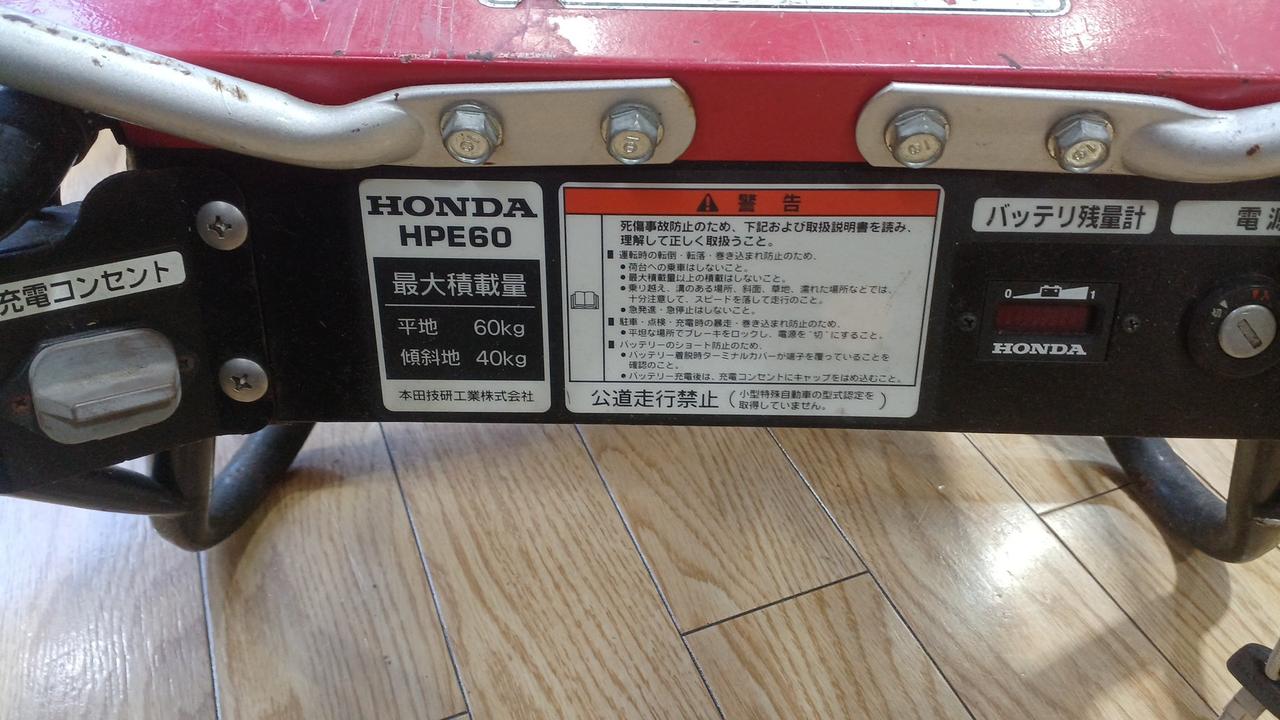 充電コンセント
HONDA
HPE60
最大積載量
平地 60kg
傾斜地 40kg
本田技研工業株式会社
警告
死傷事故防止のため、下記および取扱説明書を読み、
理解して正しく取扱うこと。
■ 運転時の転倒・転落・巻き込まれ防止のため、
●荷台への乗車はしないこと。
●最大積載量以上の積載はしないこと。
●乗り越え、溝のある場所、斜面、草地、濡れた場所などでは、
十分注意して、スピードを落して走行のこと。
●急発進・急停止はしないこと。
■ 駐車・点検・充電時の暴走・巻き込まれ防止のため、
●平坦な場所でブレーキをロックし、電源を"切"にすること。
■ バッテリーのショート防止のため、
●バッテリー着脱時ターミナルカバーが端子を覆っていることを
確認のこと。
●バッテリー充電後は、充電コンセントにキャップをはめ込むこと。
公道走行禁止(小型特殊自動車の型式認定を
取得していません。)
バッテリ残量計
0 1
HONDA
電源
切